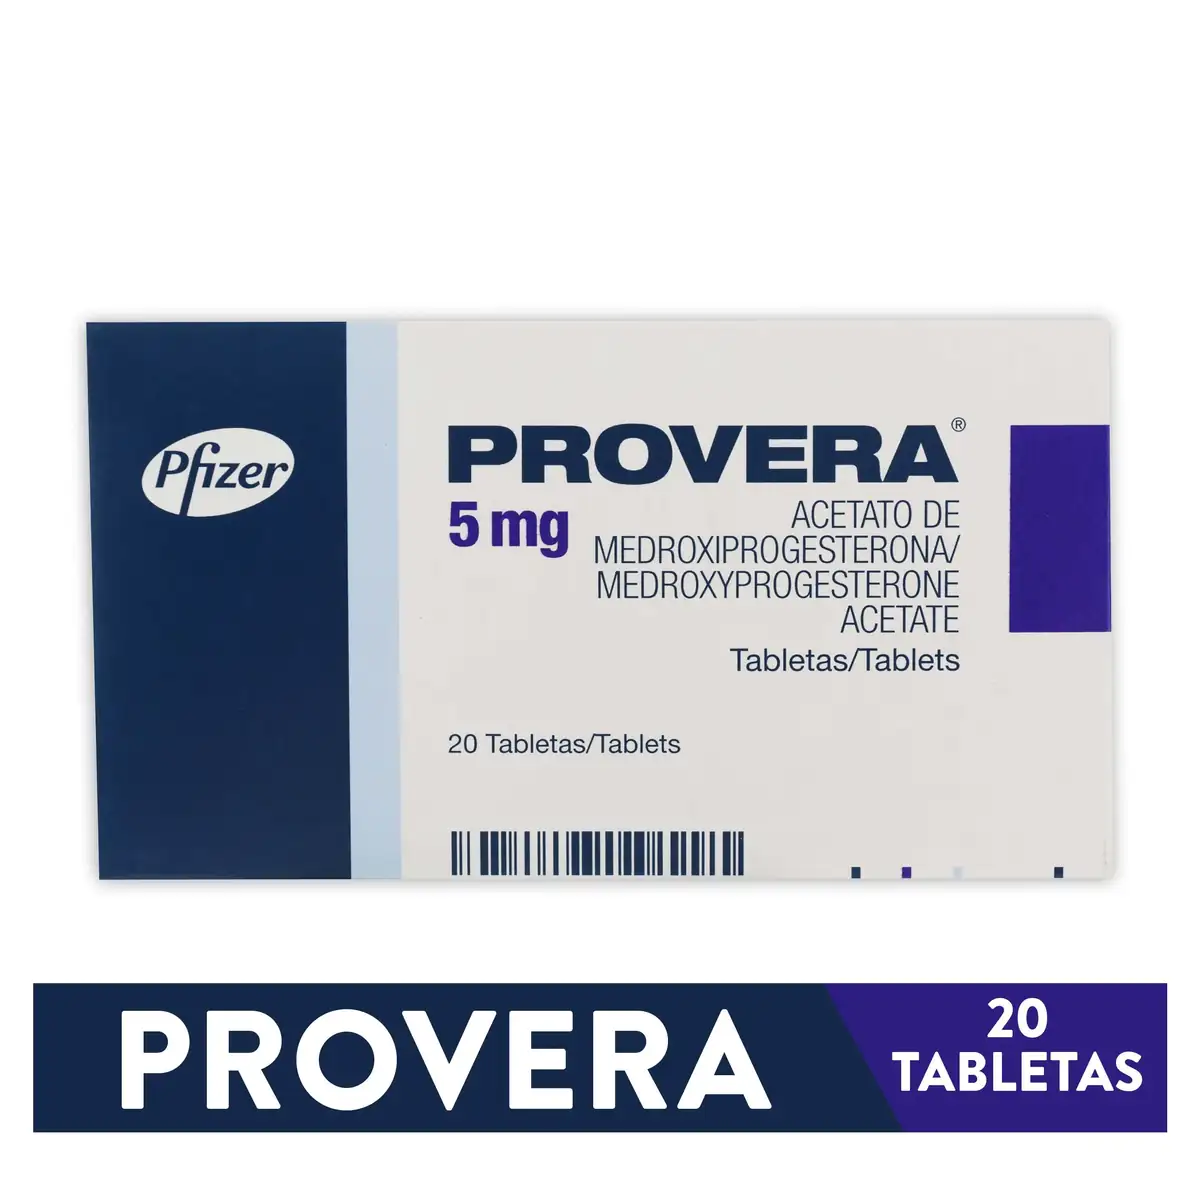 Pfizer
PROVERA®
5 mg
ACETATO DE
MEDROXIPROGESTERONA/
MEDROXYPROGESTERONE
ACETATE
Tabletas/Tablets
20 Tabletas/Tablets
PROVERA
20
TABLETAS